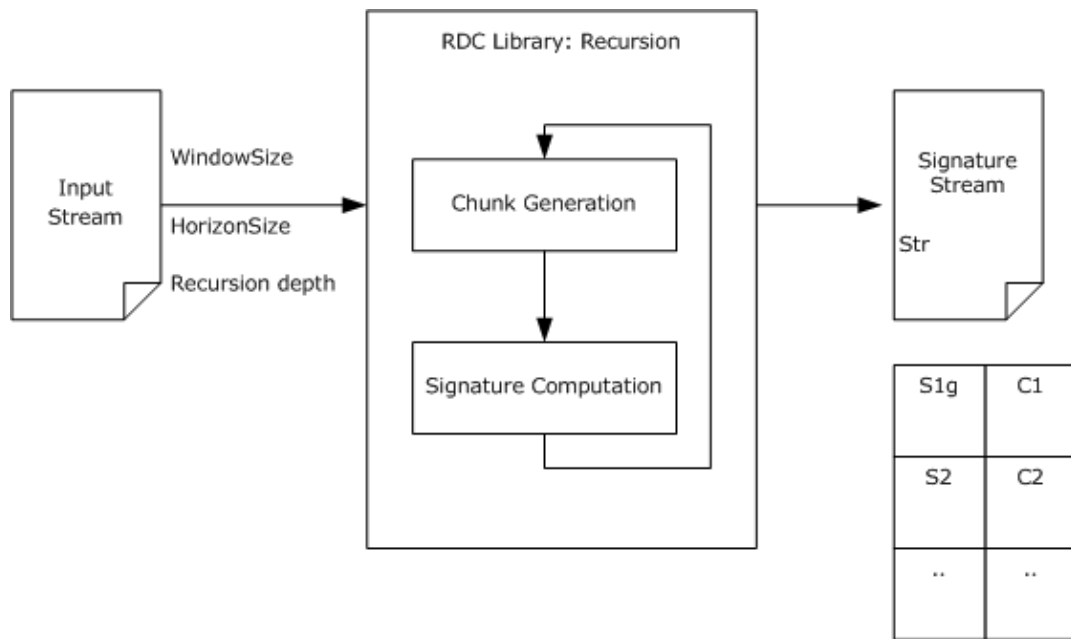 RDC Library: Recursion
Input
Stream
WindowSize
HorizonSize
Recursion depth
Chunk Generation
Signature Computation
Signature
Stream
Str
S1g C1
S2 C2
.. ..